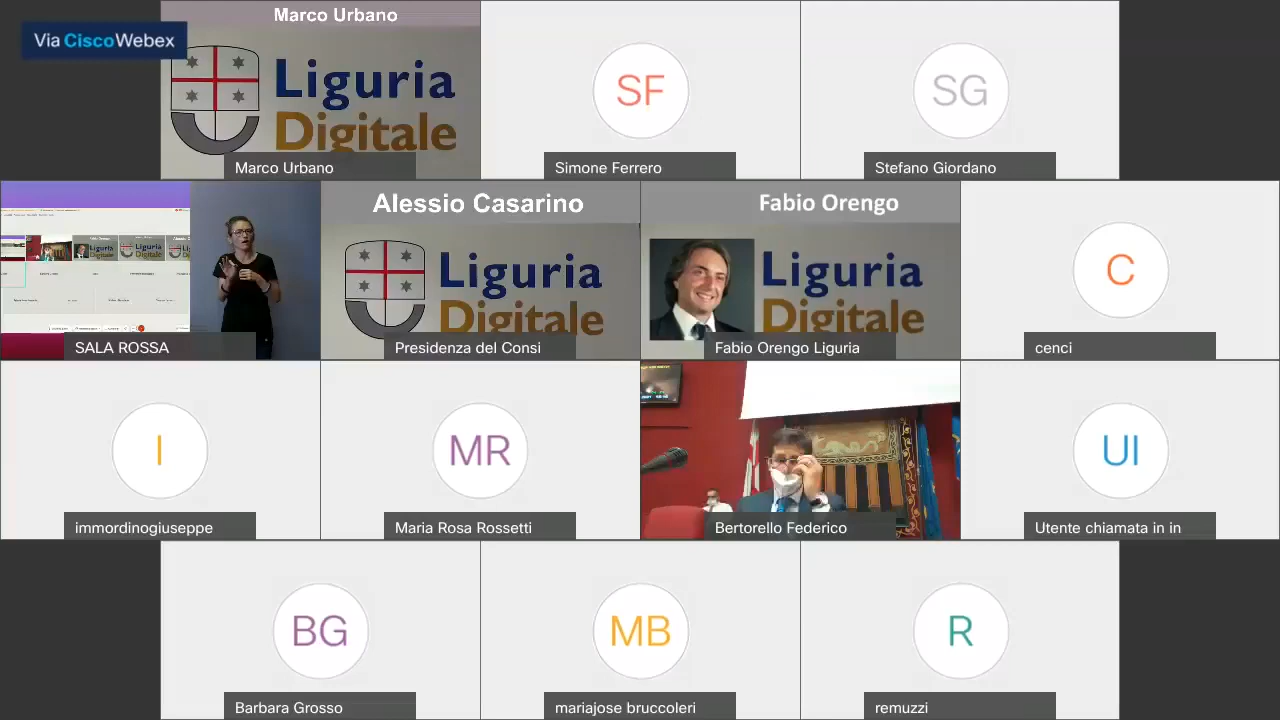 Via Cisco Webex
Marco Urbano
Liguria
Digitale
Marco Urbano
SF
Simone Ferrero
SG
Stefano Giordano
SALA ROSSA
Alessio Casarino
Liguria
Digitale
Presidenza del Consi
Fabio Orengo
Liguria
Digitale
Fabio Orengo Liguria
C
cenci
I
immordinogiuseppe
MR
Maria Rosa Rossetti
Bertorello Federico
UI
Utente chiamata in in
BG
Barbara Grosso
MB
mariajose bruccoleri
R
remuzzi